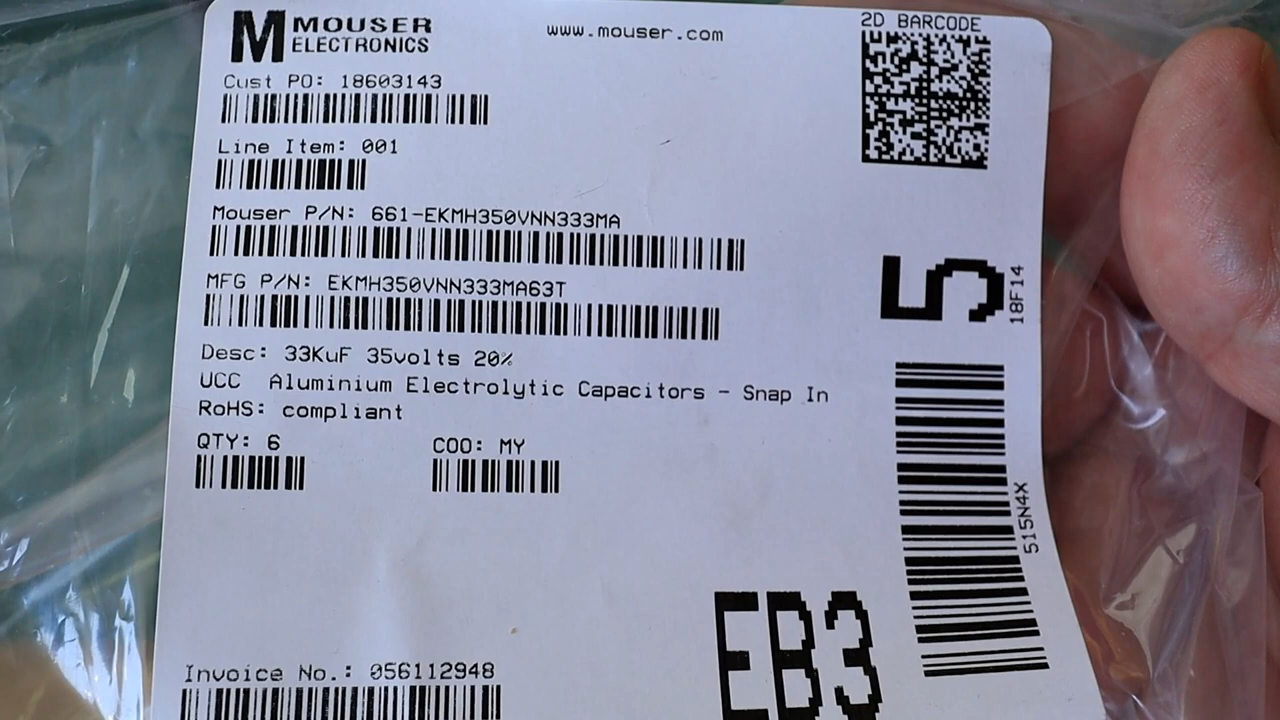 MOUSER
ELECTRONICS
www.mouser.com
2D BARCODE
Cust PO: 18603143
Line Item: 001
Mouser P/N: 661-EKMH350VNN333MA
MFG P/N: EKMH350VNN333MA63T
Desc: 33KuF 35volts 20%
UCC Aluminium Electrolytic Capacitors - Snap In
RoHS: compliant
QTY: 6 COO: MY
5
18F14
515N4X
EB3
Invoice No.: 056112948